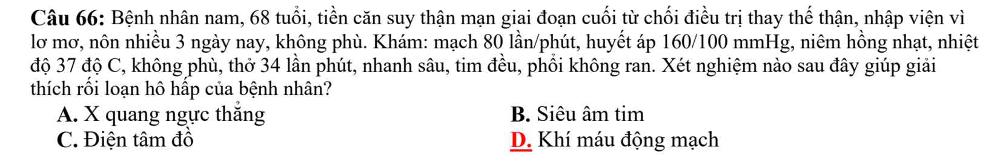 Câu 66: Bệnh nhân nam, 68 tuổi, tiền căn suy thận mạn giai đoạn cuối từ chối điều trị thay thế thận, nhập viện vì
lơ mơ, nôn nhiều 3 ngày nay, không phù. Khám: mạch 80 lần/phút, huyết áp 160/100 mmHg, niêm hồng nhạt, nhiệt
độ 37 độ C, không phù, thở 34 lần phút, nhanh sâu, tim đều, phổi không ran. Xét nghiệm nào sau đây giúp giải
thích rối loạn hô hấp của bệnh nhân?
A. X quang ngực thẳng B. Siêu âm tim
C. Điện tâm đồ D. Khí máu động mạch